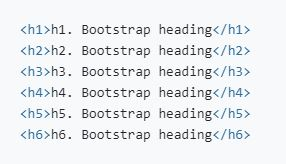 <h1>h1. Bootstrap heading</h1>
<h2>h2. Bootstrap heading</h2>
<h3>h3. Bootstrap heading</h3>
<h4>h4. Bootstrap heading</h4>
<h5>h5. Bootstrap heading</h5>
<h6>h6. Bootstrap heading</h6>